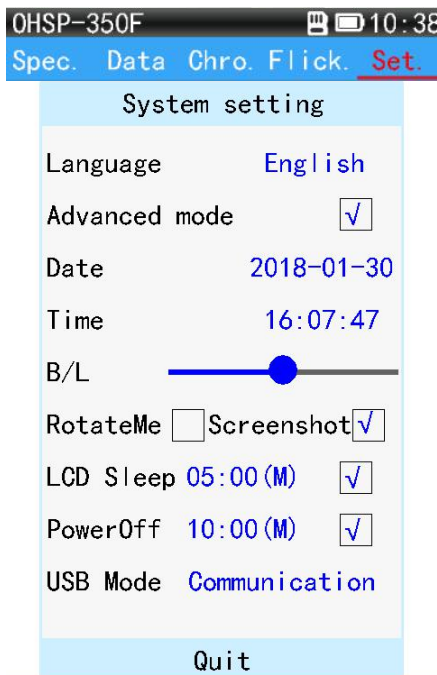 OHSP-350F 10:38
Spec. Data Chro. Flick. Set.
System setting
Language English
Advanced mode √
Date 2018-01-30
Time 16:07:47
B/L
RotateMe Screenshot √
LCD Sleep 05:00(M) √
PowerOff 10:00(M) √
USB Mode Communication
Quit